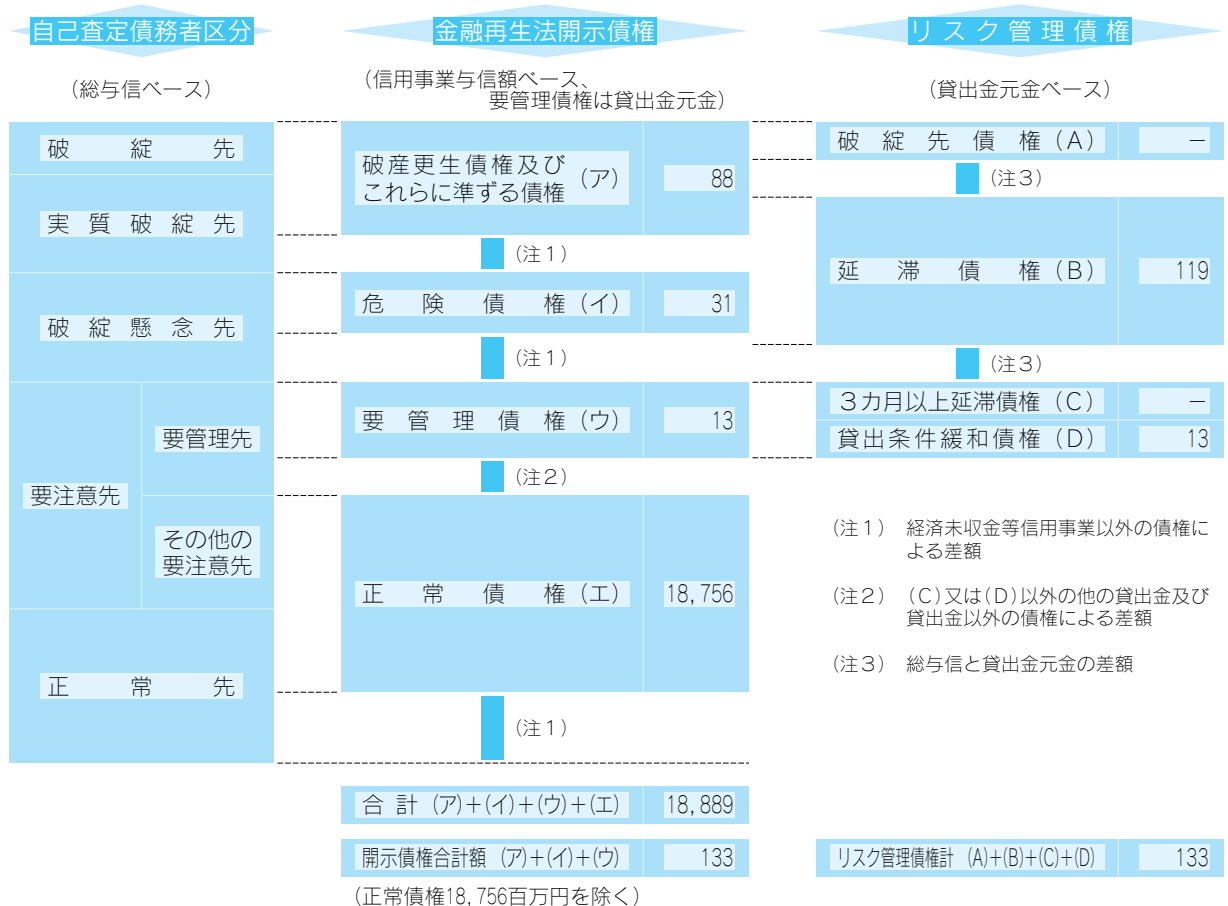 自己査定債務者区分
(総与信ベース)
破綻先
実質破綻先
破綻懸念先
要注意先
要管理先
その他の
要注意先
正常先
金融再生法開示債権
(信用事業与信額ベース、
要管理債権は貸出金元金)
破産更生債権及び
これらに準ずる債権 (ア) 88
(注1)
危険債権(イ) 31
(注1)
要管理債権(ウ) 13
(注2)
正常債権(エ) 18,756
(注1)
合計 (ア)+(イ)+(ウ)+(エ) 18,889
開示債権合計額 (ア)+(イ)+(ウ) 133
(正常債権18,756百万円を除く)
リスク管理債権
(貸出金元金ベース)
破綻先債権(A) −
(注3)
延滞債権(B) 119
(注3)
3カ月以上延滞債権(C) −
貸出条件緩和債権(D) 13
(注1) 経済未収金等信用事業以外の債権に
よる差額
(注2) (C)又は(D)以外の他の貸出金及び
貸出金以外の債権による差額
(注3) 総与信と貸出金元金の差額
リスク管理債権計 (A)+(B)+(C)+(D) 133